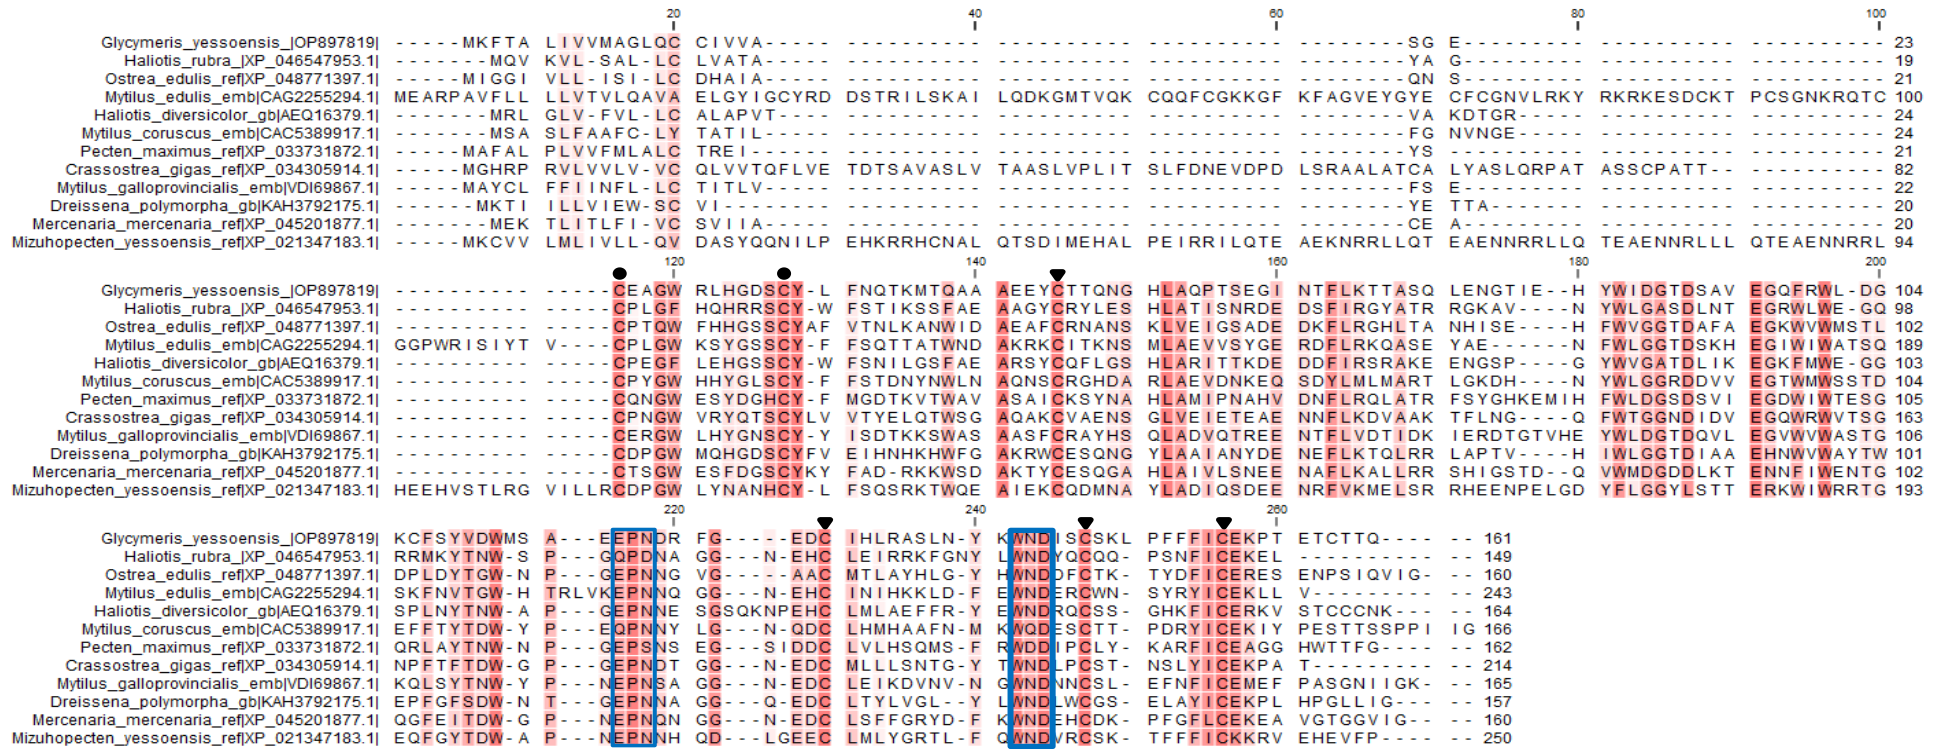 20 40 60 80 100
Glycymeris_yessoensis_|OP897819| -----MKFTA LIVVMAGLQC CIVVA----- ---------- ---------- ---------- --------SG E--------- ---------- ---------- 23
Haliotis_rubra_|XP_046547953.1| -------MQV KVL-SAL-LC LVATA----- ---------- ---------- ---------- --------YA G--------- ---------- ---------- 19
Ostrea_edulis_ref|XP_048771397.1| -----MIGGI VLL-ISI-LC DHAIA----- ---------- ---------- ---------- --------QN S--------- ---------- ---------- 21
Mytilus_edulis_emb|CAG2255294.1| MEARPAVFLL LLVTVLQAVA ELGYIGCYRD DSTRILSKAI LQDKGMTVQK CQQFCGKKGF KFAGVEYGYE CFCGNVLRKY RKRKESDCKT PCSGNKRQTC 100
Haliotis_diversicolor_gb|AEQ16379.1| -------MRL GLV-FVL-LC ALAPVT---- ---------- ---------- ---------- --------VA KDTGR----- ---------- ---------- 24
Mytilus_coruscus_emb|CAC5389917.1| -------MSA SLFAAFC-LY TATIL----- ---------- ---------- ---------- --------FG NVNGE----- ---------- ---------- 24
Pecten_maximus_ref|XP_033731872.1| -----MAFAL PLVVFMLALC TREI------ ---------- ---------- ---------- --------YS ---------- ---------- ---------- 21
Crassostrea_gigas_ref|XP_034305914.1| -----MGHRP RVLVVLV-VC QLVVTQFLVE TDTSAVASLV TAASLVPLIT SLFDNEVDPD LSRAALATCA LYASLQRPAT ASSCPATT-- ---------- 82
Mytilus_galloprovincialis_emb|VDI69867.1| -----MAYCL FFIINFL-LC TITLV----- ---------- ---------- ---------- --------FS E--------- ---------- ---------- 22
Dreissena_polymorpha_gb|KAH3792175.1| -----MKTI ILLVIEW-SC VI-------- ---------- ---------- ---------- --------YE TTA------- ---------- ---------- 20
Mercenaria_mercenaria_ref|XP_045201877.1| -------MEK TLITLFI-VC SVIIA----- ---------- ---------- ---------- --------CE A--------- ---------- ---------- 20
Mizuhopecten_yessoensis_ref|XP_021347183.1| -----MKCVV LMLIVLL-QV DASYQQNILP EHKRRHCNAL QTSDIMEHAL PEIRRILQTE AEKNRRLLQT EAENNRRLLQ TEAENNRLLL QTEAENNRRL 94
120 140 160 180 200
Glycymeris_yessoensis_|OP897819| ---------- ------CEAGW RLHGDSCY-L FNQTKMTQAA AEEYCTTQNG HLAQPTSEGI NTFLKTTASQ LENGTIE--H YWIDGTDSAV EGQFRWL-DG 104
Haliotis_rubra_|XP_046547953.1| ---------- ------CPLGF HQHRRSCY-W FSTIKSSFAE AAGYCRYLES HLATISNRDE DSFIRGYATR RGKAV----N YWLGASDLNT EGRWLWE-GQ 98
Ostrea_edulis_ref|XP_048771397.1| ---------- ------CPTQW FHHGSSCYAF VTNLKANWID AEAFCRNANS KLVEIGSADE DKFLRGHLTA NHISE----H FWVGGTDAFA EGKWVWMSTL 102
Mytilus_edulis_emb|CAG2255294.1| GGPWRISIYT V-----CPLGW KSYGSSCY-F FSQTTATWND AKRKCITKNS MLAEVVSYGE RDFLRKQASE YAE------N FWLGGTDSKH EGIWIWATSQ 189
Haliotis_diversicolor_gb|AEQ16379.1| ---------- ------CPEGF LEHGSSCY-W FSNILGSFAE ARSYCQFLGS HLARITTKDE DDFIRSRAKE ENGSP----G YWVGATDLIK EGKFMWE-GG 103
Mytilus_coruscus_emb|CAC5389917.1| ---------- ------CPYGW HHYGLSCY-F FSTDNYNWLN AQNSCRGHDA RLAEVDNKEQ SDYLMLMART LGKDH----N YWLGGRDDVV EGTWMWSSTD 104
Pecten_maximus_ref|XP_033731872.1| ---------- ------CQNGW ESYDGHCY-F MGDTKVTWAV ASAICKSYNA HLAMIPNAHV DNFLRQLATR FSYGHKEMIH FWLGDSDSVI EGDWIWTESG 105
Crassostrea_gigas_ref|XP_034305914.1| ---------- ------CPNGW VRYQTSCYLV VTYELQTWSG AQAKCVAENS GLVEIETEAE NNFLKDVAAK TFLNG----Q FWTGGNDIDV EGQWRWVTSG 163
Mytilus_galloprovincialis_emb|VDI69867.1| ---------- ------CERGW LHYGNSCY-Y ISDTKKSWAS AASFCRAYHS QLADVQTREE NTFLVDTIDK IERDTGTVHE YWLDGTDQVL EGVWVWASTG 106
Dreissena_polymorpha_gb|KAH3792175.1| ---------- ------CDPGW MQHGDSCYFV EIHNHKHWFG AKRWCESQNG YLAAIANYDE NEFLKTQLRR LAPTV----H IWLGGTDIAA EHNWVWAYTW 101
Mercenaria_mercenaria_ref|XP_045201877.1| ---------- ------CTSGW ESFDGSCYKY FAD-RKKWSD AKTYCESQGA HLAIVLSNEE NAFLKALLRR SHIGSTD--Q VWMDGDDLKT ENNFIWENTG 102
Mizuhopecten_yessoensis_ref|XP_021347183.1| HEEHVSTLRG VILLRCDPGW LYNANHCY-L FSQSRKTWQE AIEKCQDMNA YLADIQSDEE NRFVKMELSR RHEENPELGD YFLGGYLSTT ERKWIWRRTG 193
220 240 260
Glycymeris_yessoensis_|OP897819| KCFSYVDWMS A---EEPNDR FG----EDC IHLRASLN-Y KWNDISCSKL PFFFICEKPT ETCTTQ---- -- 161
Haliotis_rubra_|XP_046547953.1| RRMKYTNW-S P---GQPDNA GG---N-EHC LEIRRKFGNY LWNDYQCQQ- PSNFICEKEL ---------- -- 149
Ostrea_edulis_ref|XP_048771397.1| DPLDYTGW-N P---GEPNNG VG----AAC MTLAYHLG-Y HWNDDFCTK- TYDFICERES ENPSIQVIG- -- 160
Mytilus_edulis_emb|CAG2255294.1| SKFNVTGW-H TRLVKEPNNQ GG---N-EHC INIHKKLD-F EWNDERCWN- SYRYICEKLL V--------- -- 243
Haliotis_diversicolor_gb|AEQ16379.1| SPLNYTNW-A P---GEPNNE SGSQKNPEHC LMLAEFFR-Y EWNDRQCSS- GHKFICERKV STCCCNK--- -- 164
Mytilus_coruscus_emb|CAC5389917.1| EFFTYTDW-Y P---EQPNNY LG---N-QDC LHMHAAFN-M KWQDESCTT- PDRYICEKIY PESTTSSPPI IG 166
Pecten_maximus_ref|XP_033731872.1| QRLAYTNW-N P---GEPSNS EG---SIDDC LVLHSQMS-F RWDDIPCLY- KARFICEAGG HWTTFG---- -- 162
Crassostrea_gigas_ref|XP_034305914.1| NPFTFTDW-G P---GEPNDT GG---N-EDC MLLLSNTG-Y TWNDLPCST- NSLYICEKPA T--------- -- 214
Mytilus_galloprovincialis_emb|VDI69867.1| KQLSYTNW-Y P---NEPNSA GG---N-EDC LEIKDVNV-N GWNDNNCSL- EFNFICEMEF PASGNIIGK- -- 165
Dreissena_polymorpha_gb|KAH3792175.1| EPFGFSDW-N T---GEPNNA GG---Q-EDC LTYLVGL--Y LWNDLWCGS- ELAYICEKPL HPGLLIG--- -- 157
Mercenaria_mercenaria_ref|XP_045201877.1| QGFEITDW-G P---NEPNQN GG---N-EDC LSFFGRYD-F KWNDEHCDK- PFGFLCEKEA VGTGGVIG-- -- 160
Mizuhopecten_yessoensis_ref|XP_021347183.1| EQFGYTDW-A P---NEPNNH QD---LGEEC LMLYGRTL-F QWNDVRCSK- TFFFICKKRV EHEVFP---- -- 250